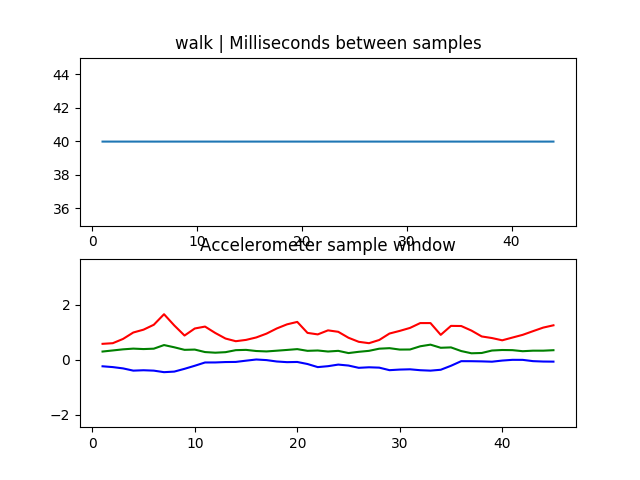 walk | Milliseconds between samples
44
42
40
38
36
0 10 20 30 40
Accelerometer sample window
2
0
−2
0 10 20 30 40